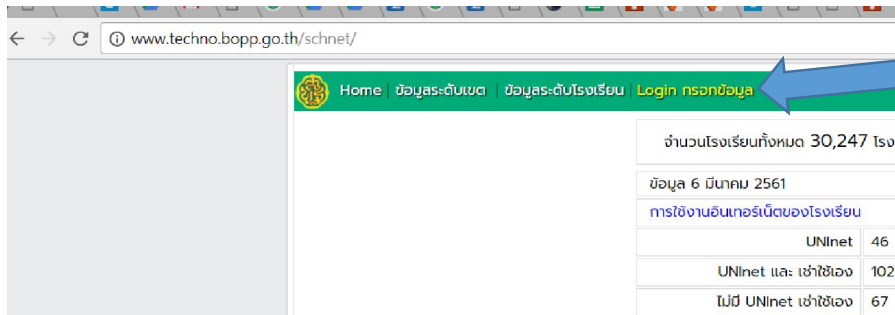 www.techno.bopp.go.th/schnet/
Home ข้อมูลระดับเขต ข้อมูลระดับโรงเรียน Login กรอกข้อมูล
จำนวนโรงเรียนทั้งหมด 30,247 โรง
ข้อมูล 6 มีนาคม 2561
การใช้งานอินเทอร์เน็ตของโรงเรียน
UNInet 46
UNInet และ เช่าใช้เอง 102
ไม่มี UNInet เช่าใช้เอง 67